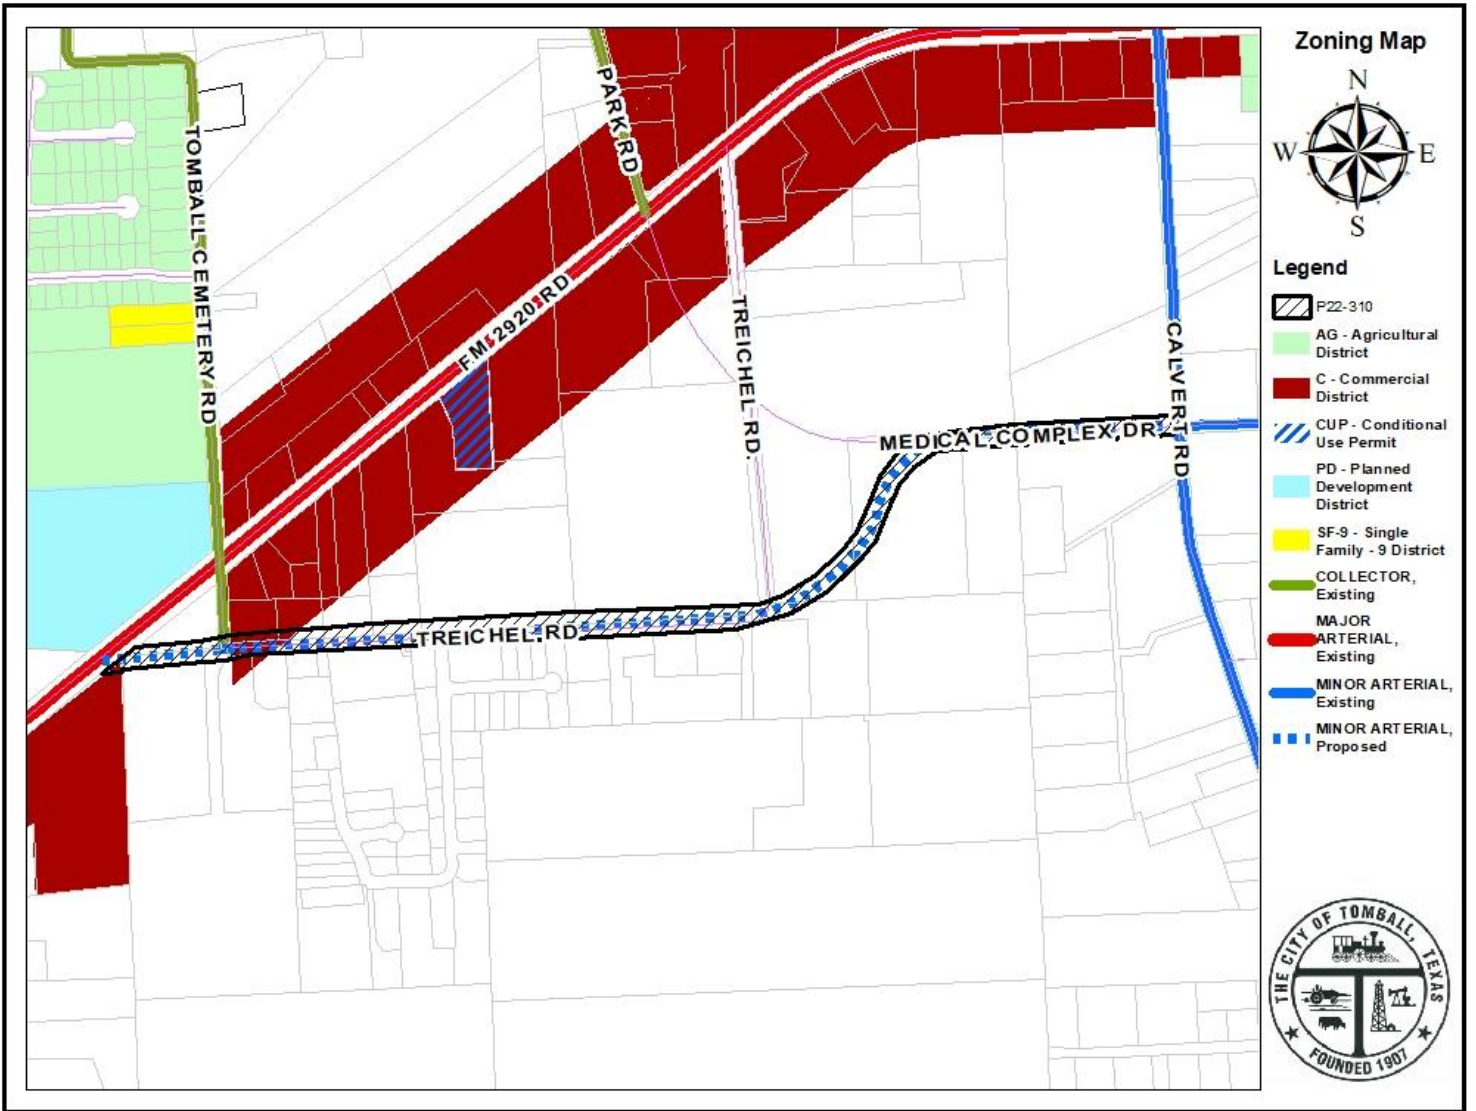 Zoning Map
N
W
E
S
Legend
P22-310
AG - Agricultural
District
C - Commercial
District
CUP - Conditional
Use Permit
PD - Planned
Development
District
SF-9 - Single
Family - 9 District
COLLECTOR,
Existing
MAJOR
ARTERIAL,
Existing
MINOR ARTERIAL,
Existing
MINOR ARTERIAL,
Proposed
PARK RD
TOMBALL CEMETERY RD
FM 2920 RD
TREICHEL RD
CALVERT RD
MEDICAL COMPLEX DR
TREICHEL RD
THE CITY OF TOMBALL, TEXAS
FOUNDED 1907